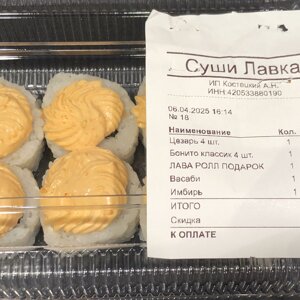 Суши Лавка
ИП Костецкий А.Н.
ИНН:420533880190
06.04.2025 16:14
№ 18
Наименование Кол.
Цезарь 4 шт. 1
Бонито классик 4 шт. 1
ЛАВА РОЛЛ ПОДАРОК 1
Васаби 1
Имбирь 1
ИТОГО
Скидка
К ОПЛАТЕ